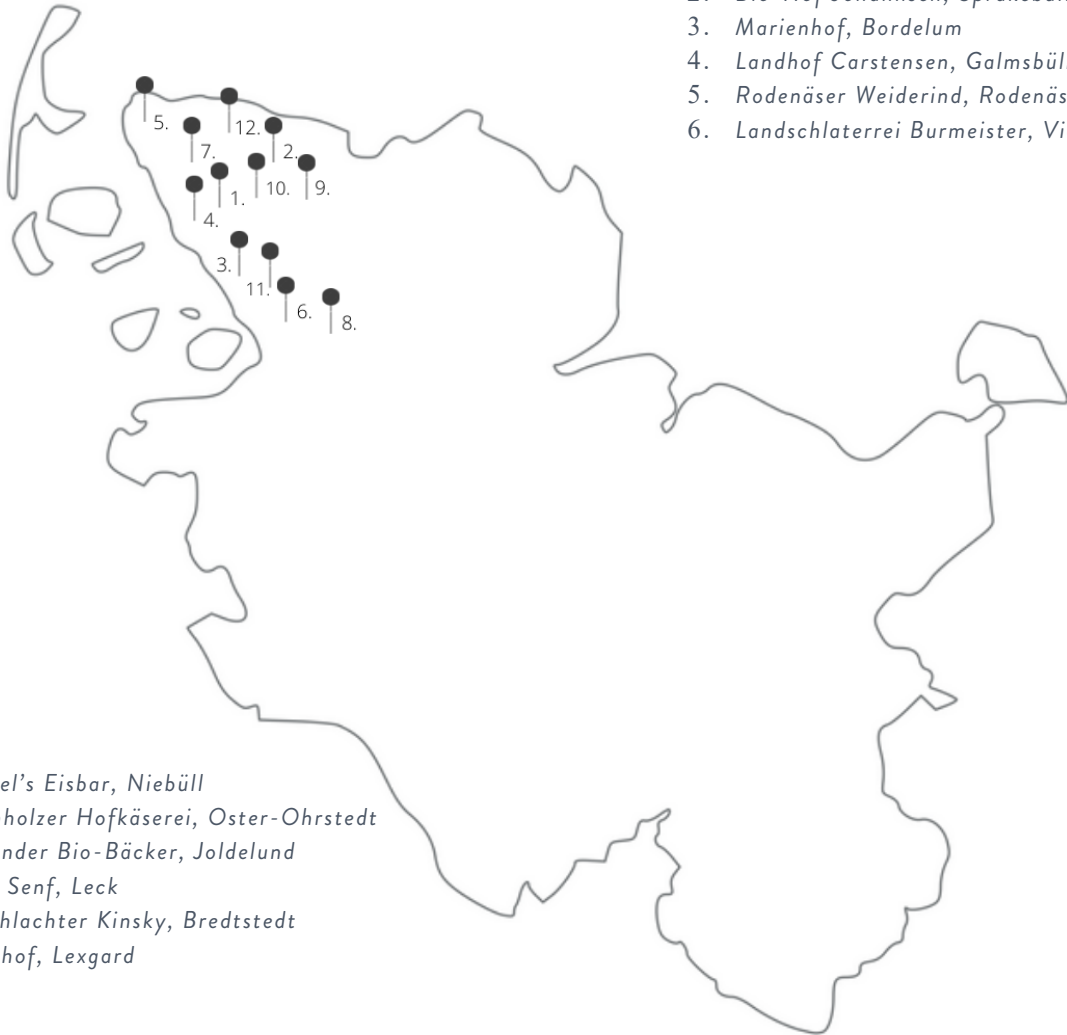 3. Marienhof, Bordelum
4. Landhof Carstensen, Galmsbül
5. Rodenäser Weiderind, Rodenäs
6. Landschlaterrei Burmeister, Vi
5.
12.
7.
2.
10.
9.
1.
4.
3.
11.
6.
8.
el's Eisbar, Niebüll
holzer Hofkäserei, Oster-Ohrstedt
nder Bio-Bäcker, Joldelund
Senf, Leck
hlachter Kinsky, Bredtstedt
hof, Lexgard